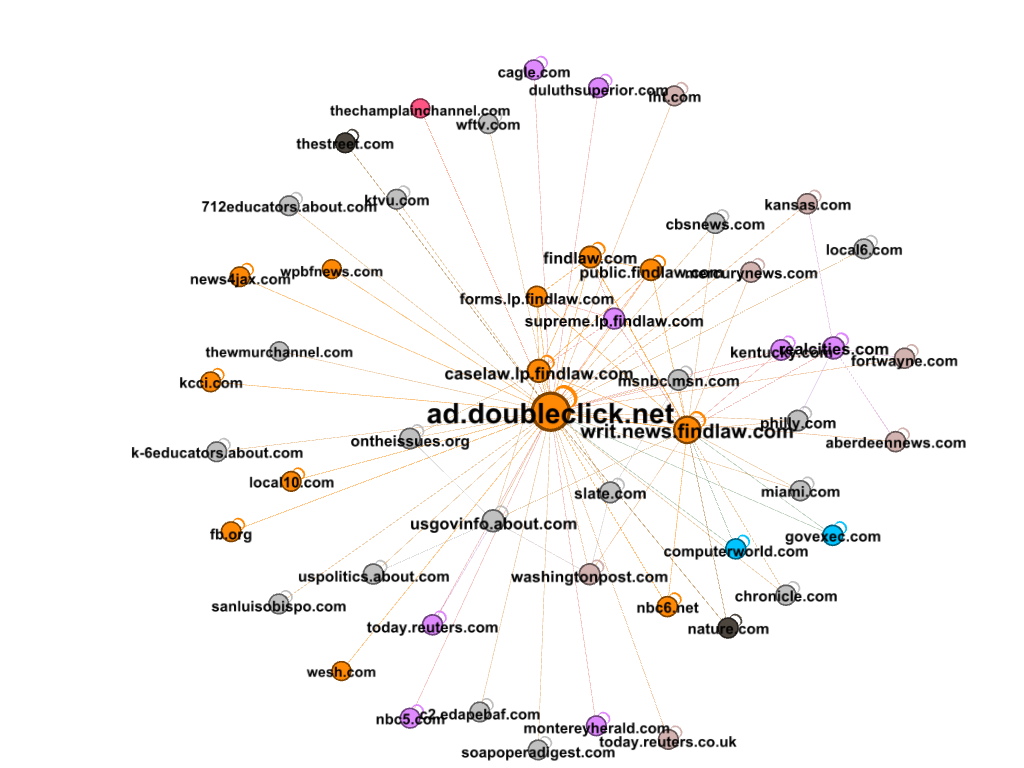 cagle.com
duluthsuperior.com
int.com
thechamplainchannel.com
wftv.com
thestreet.com
712educators.about.com
ktvu.com
kansas.com
cbsnews.com
local6.com
findlaw.com
public.findlaw.com
mercurynews.com
news4jax.com
wpbfnews.com
forms.lp.findlaw.com
supreme.lp.findlaw.com
thewmurchannel.com
kentucky.com
realcities.com
fortwayne.com
kcci.com
caselaw.lp.findlaw.com
msnbc.msn.com
ad.doubleclick.net
writ.news.findlaw.com
philly.com
ontheissues.org
aberdeennews.com
k-6educators.about.com
local10.com
slate.com
miami.com
usgovinfo.about.com
fb.org
govexec.com
computerworld.com
uspolitics.about.com
washingtonpost.com
sanluisobispo.com
nbc6.net
chronicle.com
today.reuters.com
nature.com
wesh.com
nbc5.com
c2.edapebaf.com
montereyherald.com
today.reuters.co.uk
soapoperadigest.com